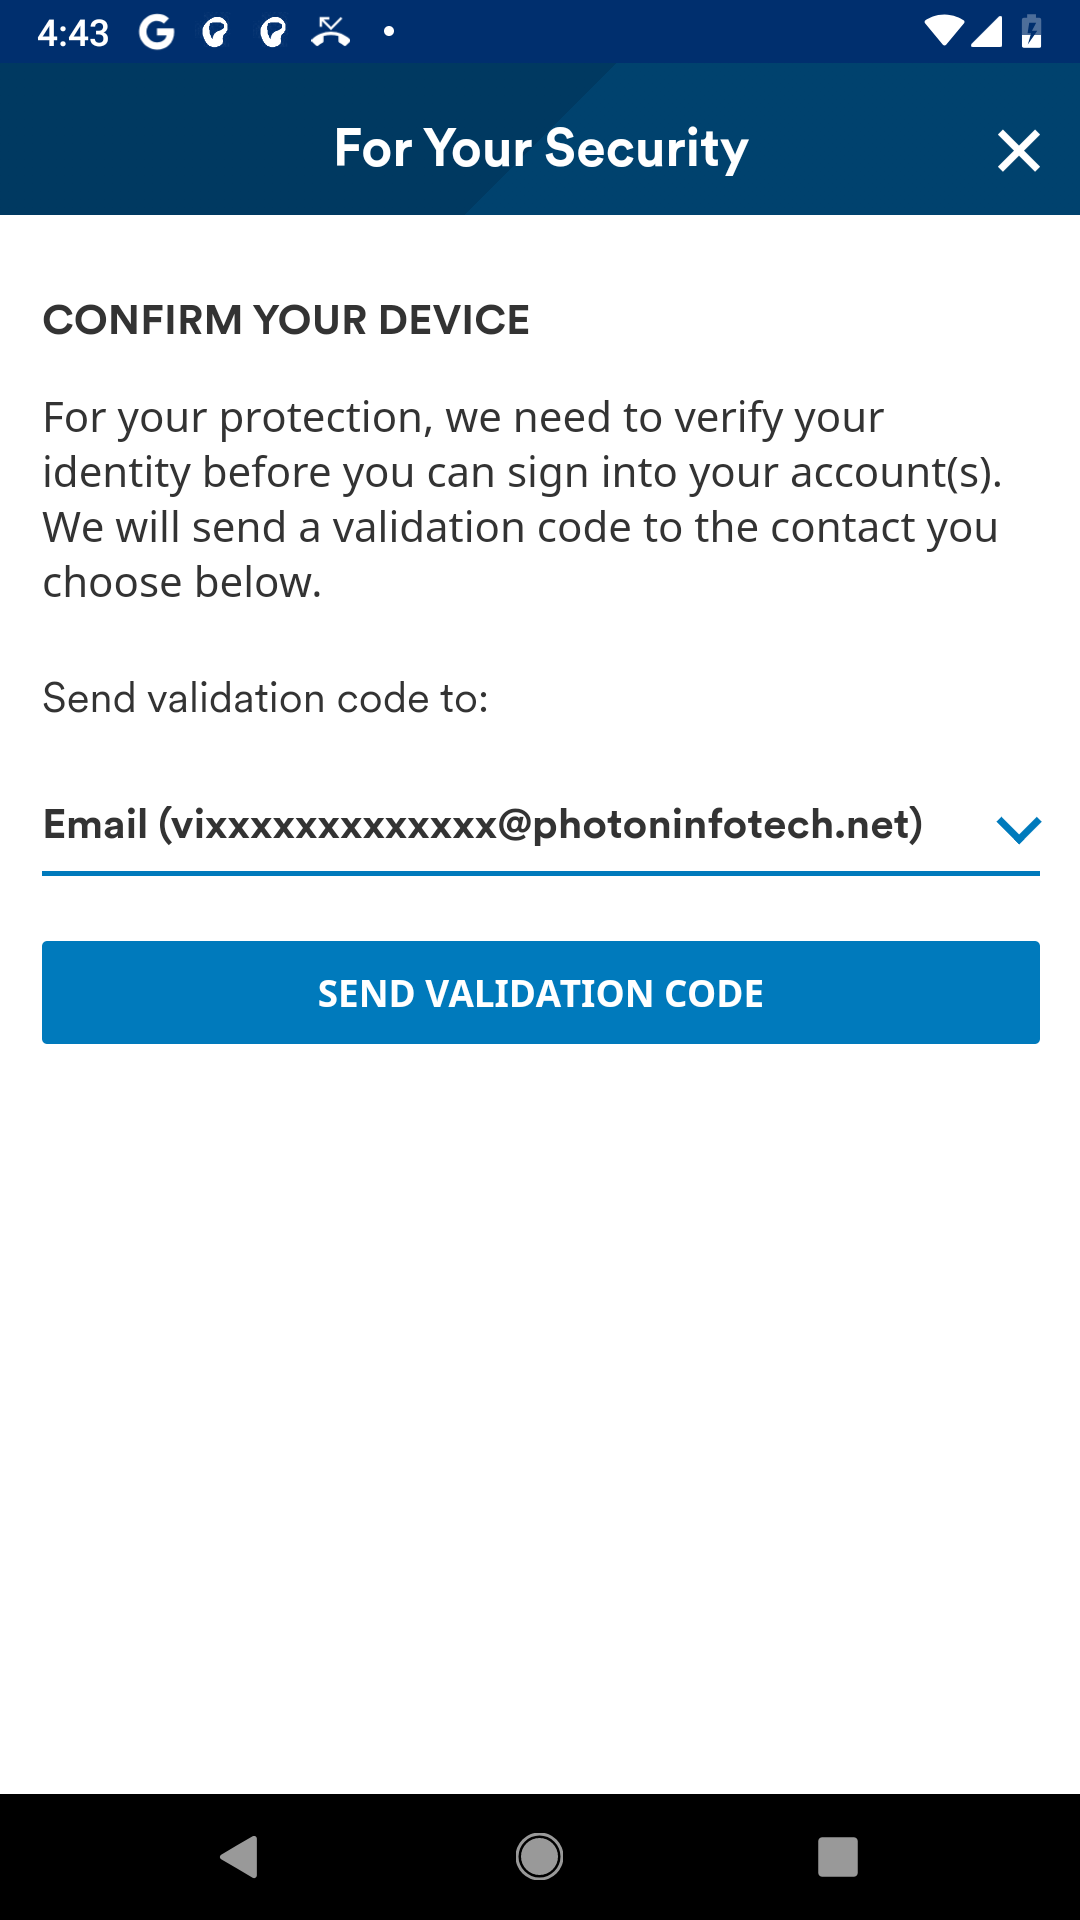 4:43
For Your Security
CONFIRM YOUR DEVICE
For your protection, we need to verify your
identity before you can sign into your account(s).
We will send a validation code to the contact you
choose below.
Send validation code to:
Email (vixxxxxxxxxxxxx@photoninfotech.net)
SEND VALIDATION CODE